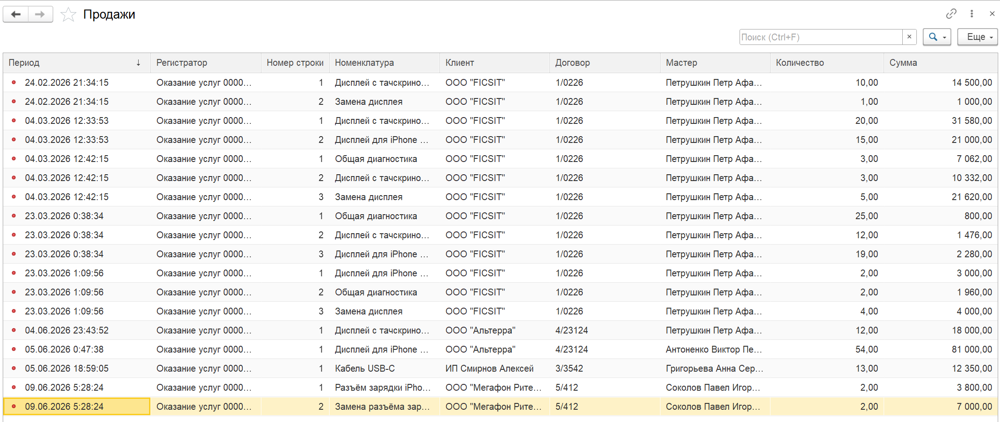 Продажи
Поиск (Ctrl+F) × Еще
Период ↓ Регистратор Номер строки Номенклатура Клиент Договор Мастер Количество Сумма
24.02.2026 21:34:15 Оказание услуг 0000... 1 Дисплей с тачскрино... ООО "FICSIT" 1/0226 Петрушкин Петр Афа... 10,00 14 500,00
24.02.2026 21:34:15 Оказание услуг 0000... 2 Замена дисплея ООО "FICSIT" 1/0226 Петрушкин Петр Афа... 1,00 1 000,00
04.03.2026 12:33:53 Оказание услуг 0000... 1 Дисплей с тачскрино... ООО "FICSIT" 1/0226 Петрушкин Петр Афа... 20,00 31 580,00
04.03.2026 12:33:53 Оказание услуг 0000... 2 Дисплей для iPhone ... ООО "FICSIT" 1/0226 Петрушкин Петр Афа... 15,00 21 000,00
04.03.2026 12:42:15 Оказание услуг 0000... 1 Общая диагностика ООО "FICSIT" 1/0226 Петрушкин Петр Афа... 3,00 7 062,00
04.03.2026 12:42:15 Оказание услуг 0000... 2 Дисплей с тачскрино... ООО "FICSIT" 1/0226 Петрушкин Петр Афа... 3,00 10 332,00
04.03.2026 12:42:15 Оказание услуг 0000... 3 Замена дисплея ООО "FICSIT" 1/0226 Петрушкин Петр Афа... 5,00 21 620,00
23.03.2026 0:38:34 Оказание услуг 0000... 1 Общая диагностика ООО "FICSIT" 1/0226 Петрушкин Петр Афа... 25,00 800,00
23.03.2026 0:38:34 Оказание услуг 0000... 2 Дисплей с тачскрино... ООО "FICSIT" 1/0226 Петрушкин Петр Афа... 12,00 1 476,00
23.03.2026 0:38:34 Оказание услуг 0000... 3 Дисплей для iPhone ... ООО "FICSIT" 1/0226 Петрушкин Петр Афа... 19,00 2 280,00
23.03.2026 1:09:56 Оказание услуг 0000... 1 Дисплей для iPhone ... ООО "FICSIT" 1/0226 Петрушкин Петр Афа... 2,00 3 000,00
23.03.2026 1:09:56 Оказание услуг 0000... 2 Общая диагностика ООО "FICSIT" 1/0226 Петрушкин Петр Афа... 2,00 1 960,00
23.03.2026 1:09:56 Оказание услуг 0000... 3 Замена дисплея ООО "FICSIT" 1/0226 Петрушкин Петр Афа... 4,00 4 000,00
04.06.2026 23:43:52 Оказание услуг 0000... 1 Дисплей с тачскрино... ООО "Альтерра" 4/23124 Петрушкин Петр Афа... 12,00 18 000,00
05.06.2026 0:47:38 Оказание услуг 0000... 1 Дисплей для iPhone ... ООО "Альтерра" 4/23124 Антоненко Виктор Пе... 54,00 81 000,00
05.06.2026 18:59:05 Оказание услуг 0000... 1 Кабель USB-C ИП Смирнов Алексей 3/3542 Григорьева Анна Сер... 13,00 12 350,00
09.06.2026 5:28:24 Оказание услуг 0000... 1 Разъём зарядки iPho... ООО "Мегафон Рите... 5/412 Соколов Павел Игор... 2,00 3 800,00
09.06.2026 5:28:24 Оказание услуг 0000... 2 Замена разъёма зар... ООО "Мегафон Рите... 5/412 Соколов Павел Игор... 2,00 7 000,00